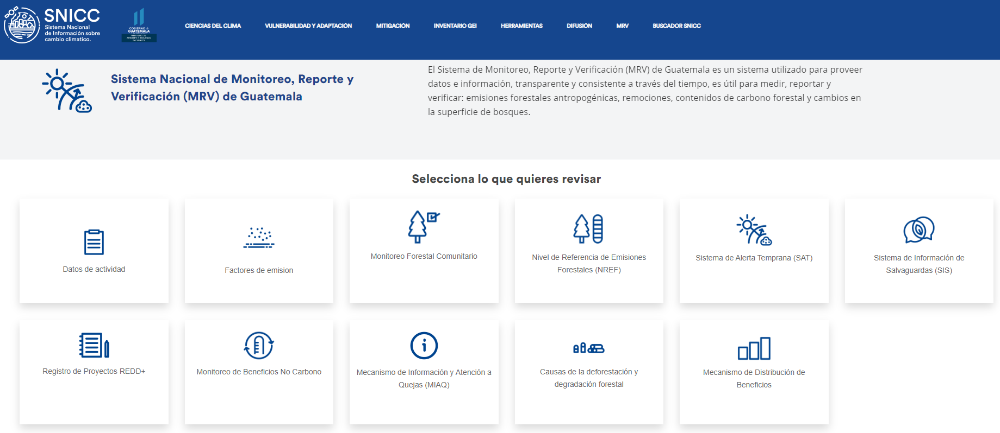 SNICC
Sistema Nacional
de Información sobre
cambio climatico.
GOBIERNO de
GUATEMALA
MINISTERIO DE
AMBIENTE Y RECURSOS
NATURALES
CIENCIAS DEL CLIMA
VULNERABILIDAD Y ADAPTACIÓN
MITIGACIÓN
INVENTARIO GEI
HERRAMIENTAS
DIFUSIÓN
MRV
BUSCADOR SNICC
Sistema Nacional de Monitoreo, Reporte y
Verificación (MRV) de Guatemala
El Sistema de Monitoreo, Reporte y Verificación (MRV) de Guatemala es un sistema utilizado para proveer
datos e información, transparente y consistente a través del tiempo, es útil para medir, reportar y
verificar: emisiones forestales antropogénicas, remociones, contenidos de carbono forestal y cambios en
la superficie de bosques.
Selecciona lo que quieres revisar
Datos de actividad
Factores de emision
Monitoreo Forestal Comunitario
Nivel de Referencia de Emisiones
Forestales (NREF)
Sistema de Alerta Temprana (SAT)
Sistema de Información de
Salvaguardas (SIS)
Registro de Proyectos REDD+
Monitoreo de Beneficios No Carbono
Mecanismo de Información y Atención a
Quejas (MIAQ)
Causas de la deforestación y
degradación forestal
Mecanismo de Distribución de
Beneficios